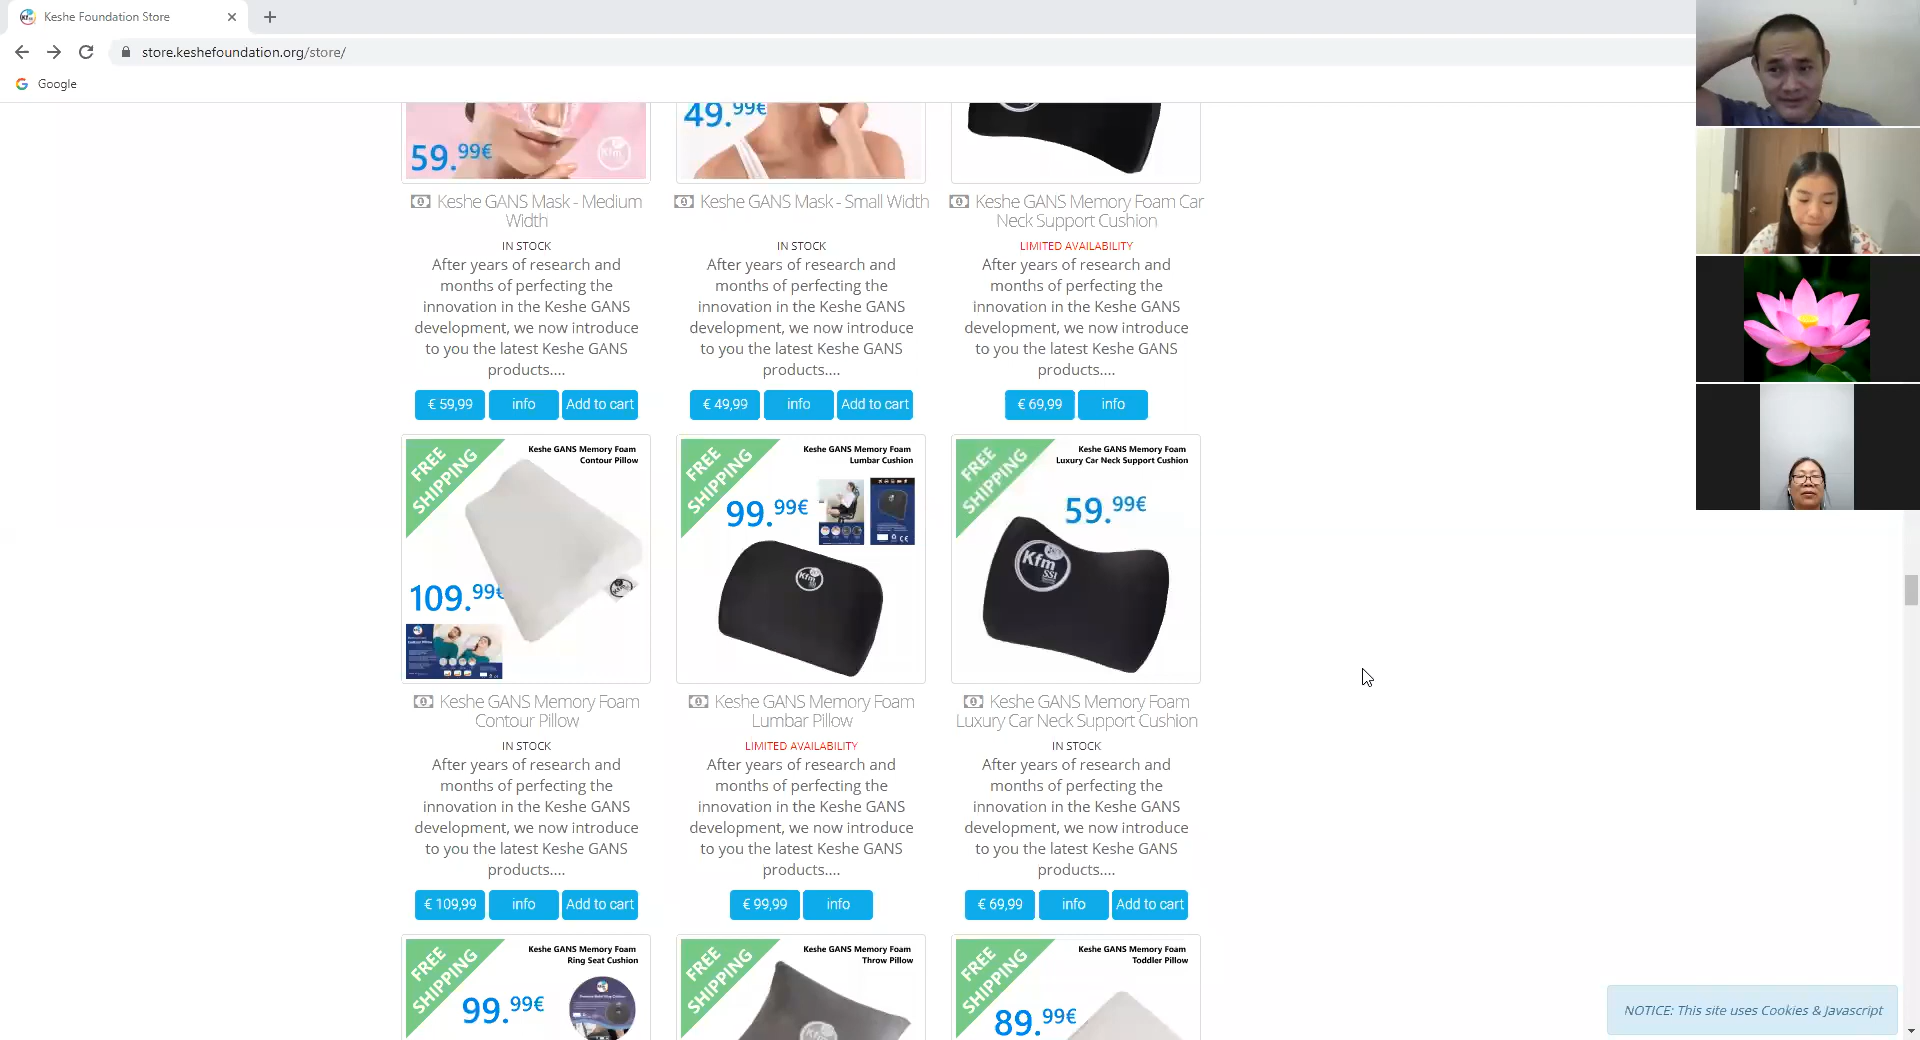 Keshe Foundation Store
store.keshefoundation.org/store/
Google
59.99€
49.99€
Kfm
Keshe GANS Mask - Medium
Width
IN STOCK
After years of research and
months of perfecting the
innovation in the Keshe GANS
development, we now introduce
to you the latest Keshe GANS
products....
€ 59,99 info Add to cart
Keshe GANS Mask - Small Width
IN STOCK
After years of research and
months of perfecting the
innovation in the Keshe GANS
development, we now introduce
to you the latest Keshe GANS
products....
€ 49,99 info Add to cart
Keshe GANS Memory Foam Car
Neck Support Cushion
LIMITED AVAILABILITY
After years of research and
months of perfecting the
innovation in the Keshe GANS
development, we now introduce
to you the latest Keshe GANS
products....
€ 69,99 info
FREE
SHIPPING
Keshe GANS Memory Foam
Contour Pillow
109.99€
Keshe GANS Memory Foam
Contour Pillow
IN STOCK
After years of research and
months of perfecting the
innovation in the Keshe GANS
development, we now introduce
to you the latest Keshe GANS
products....
€ 109,99 info Add to cart
FREE
SHIPPING
Keshe GANS Memory Foam
Lumbar Cushion
99.99€
Kfm
Keshe GANS Memory Foam
Lumbar Pillow
LIMITED AVAILABILITY
After years of research and
months of perfecting the
innovation in the Keshe GANS
development, we now introduce
to you the latest Keshe GANS
products....
€ 99,99 info
FREE
SHIPPING
Keshe GANS Memory Foam
Luxury Car Neck Support Cushion
59.99€
Kfm
SSI
Keshe GANS Memory Foam
Luxury Car Neck Support Cushion
IN STOCK
After years of research and
months of perfecting the
innovation in the Keshe GANS
development, we now introduce
to you the latest Keshe GANS
products....
€ 69,99 info Add to cart
FREE
SHIPPING
Keshe GANS Memory Foam
Ring Seat Cushion
99.99€
FREE
SHIPPING
Keshe GANS Memory Foam
Throw Pillow
FREE
SHIPPING
Keshe GANS Memory Foam
Toddler Pillow
89.99€
NOTICE: This site uses Cookies & Javascript